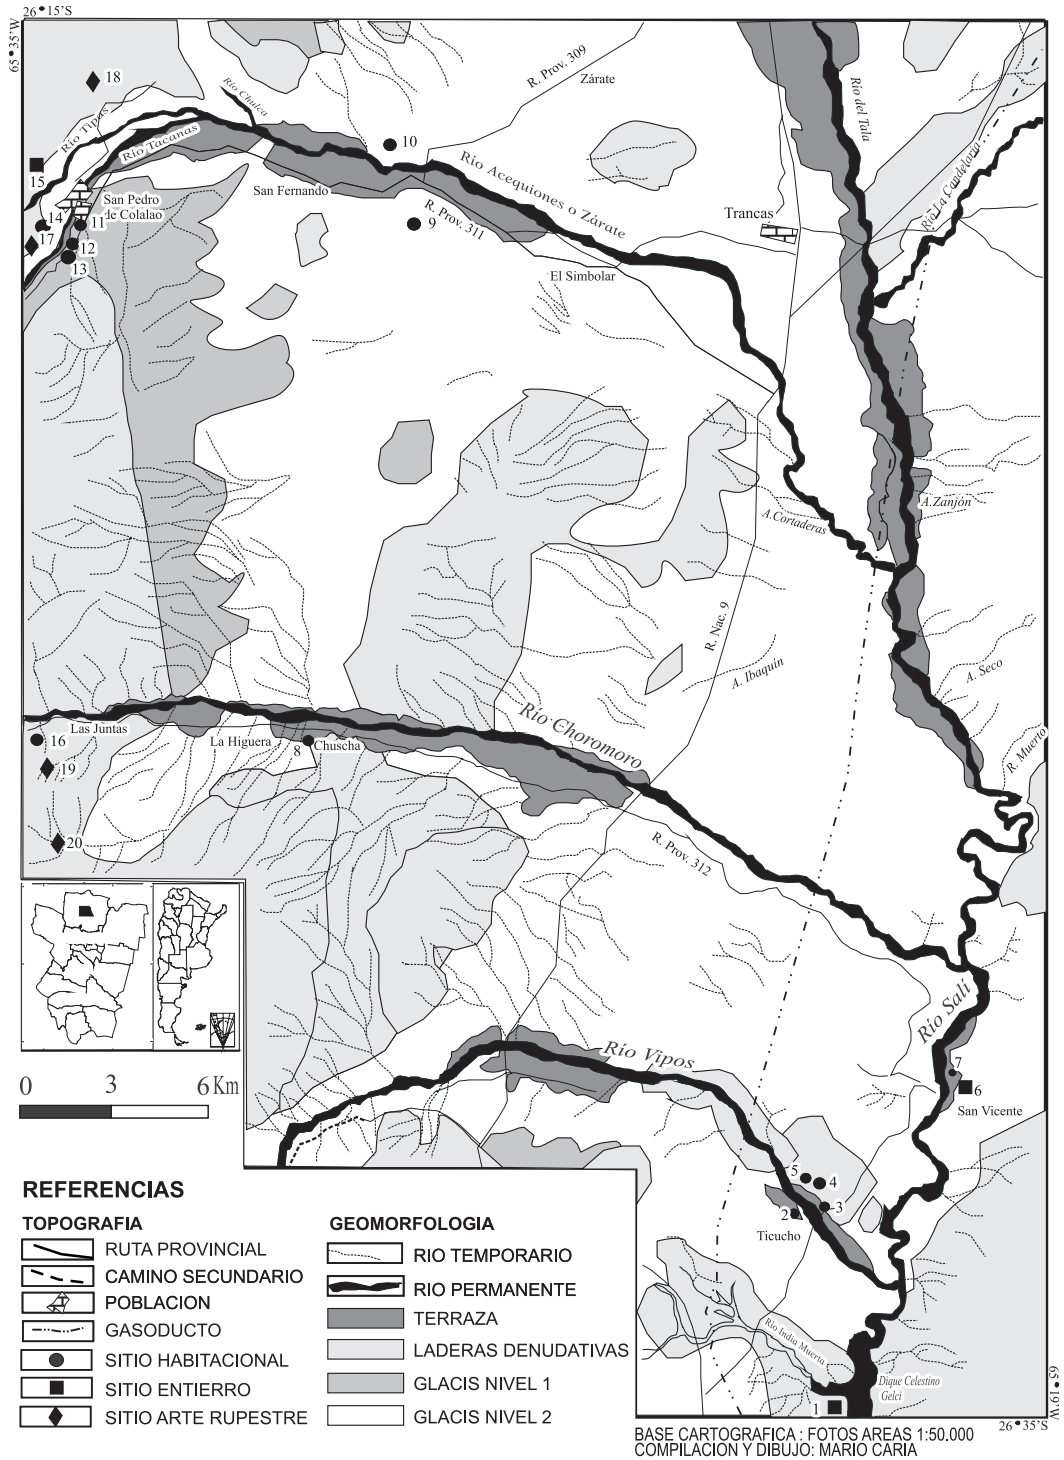 26°15'S
65°35'W
18
R. Prov. 309
Zárate
Río del Tala
Río Tipas
Río Chulca
Río Tacanas
10
Río Acequiones o Zárate
Río La Candelaria
15
San Pedro
de Colalao
San Fernando
14
11
17
12
13
R. Prov. 311
9
Trancas
El Simbolar
A.Cortaderas
A.Zanjón
R. Nac. 9
A. Ibaquín
A. Seco
R. Muerto
Río Choromoro
Las Juntas
16
La Higuera
8
Chuscha
19
20
R. Prov. 312
Río Salí
Río Vipos
7
6
San Vicente
5
4
3
2
Ticucho
Río India Muerta
Dique Celestino
Gelci
1
0 3 6 Km
REFERENCIAS
TOPOGRAFIA
RUTA PROVINCIAL
CAMINO SECUNDARIO
POBLACION
GASODUCTO
SITIO HABITACIONAL
SITIO ENTIERRO
SITIO ARTE RUPESTRE
GEOMORFOLOGIA
RIO TEMPORARIO
RIO PERMANENTE
TERRAZA
LADERAS DENUDATIVAS
GLACIS NIVEL 1
GLACIS NIVEL 2
65°19'W
26°35'S
BASE CARTOGRAFICA : FOTOS AREAS 1:50.000
COMPILACION Y DIBUJO: MARIO CARIA